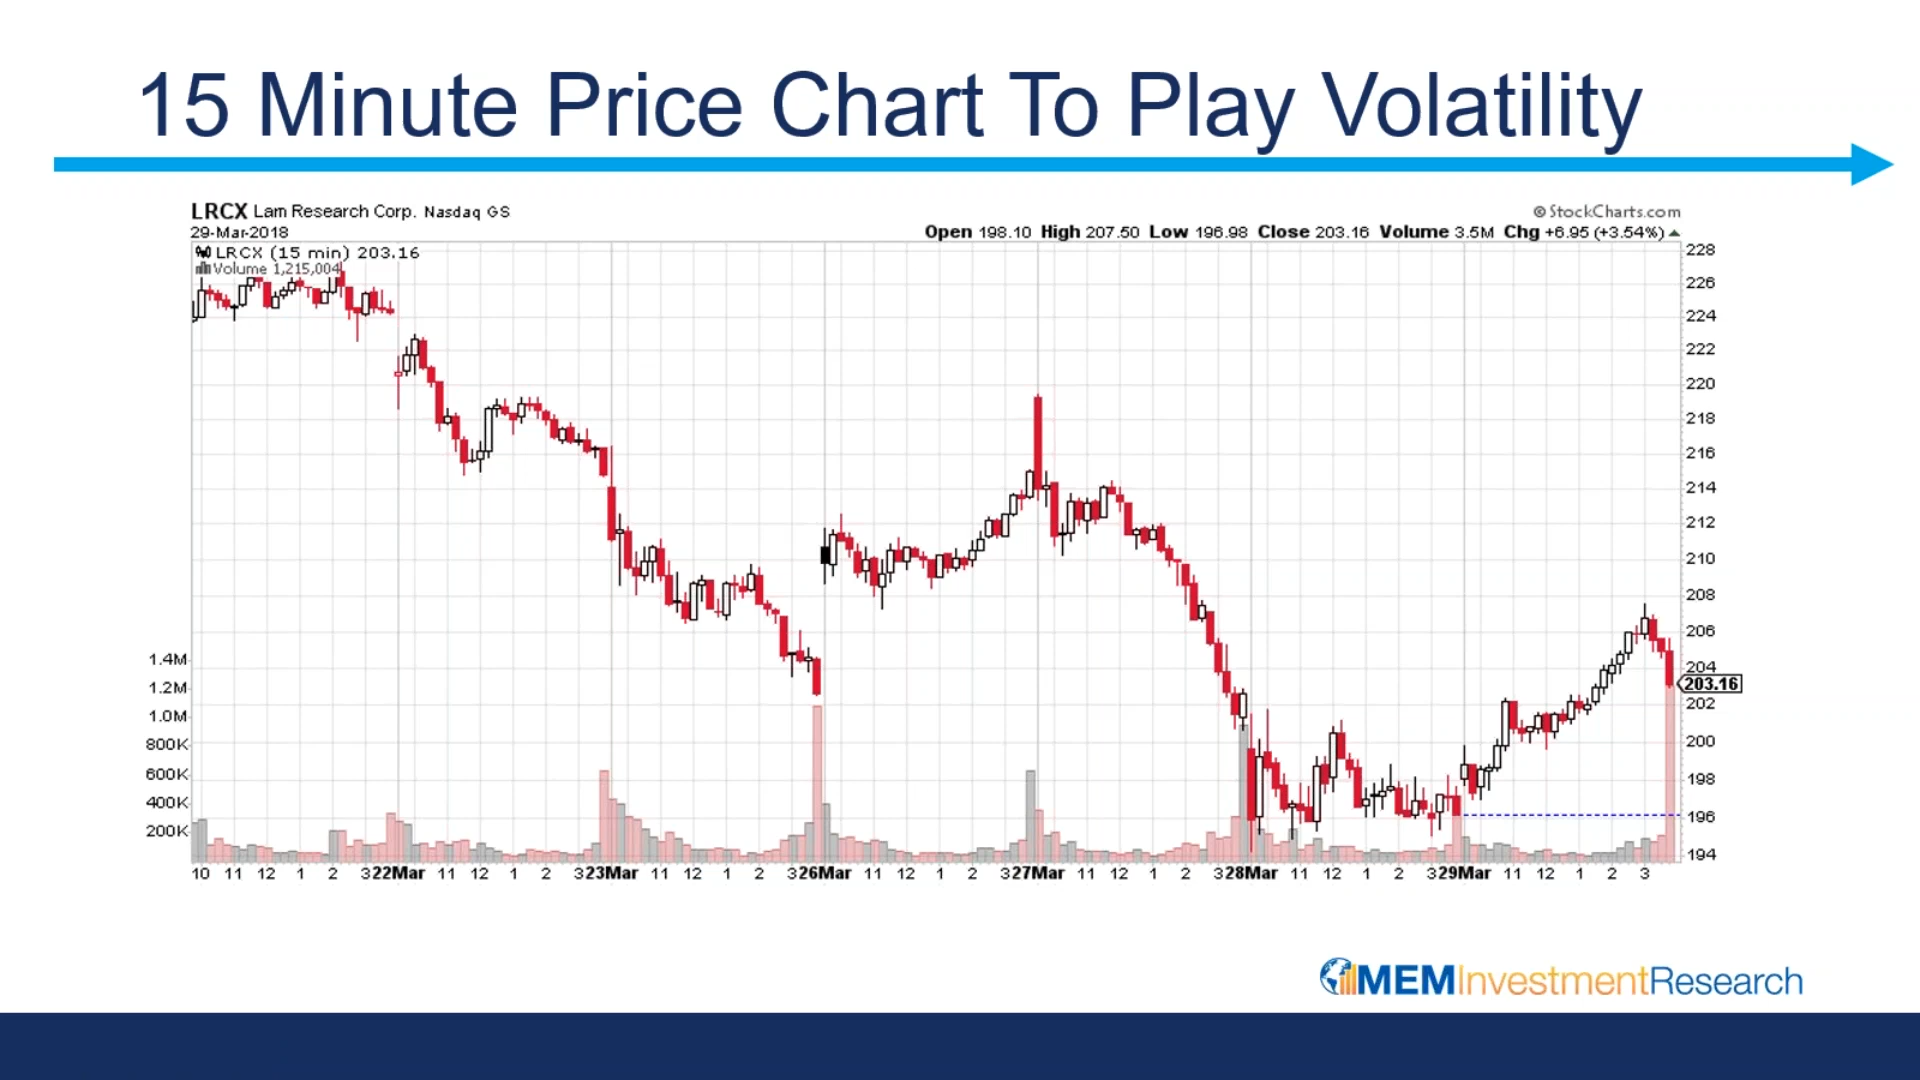 15 Minute Price Chart To Play Volatility
LRCX Lam Research Corp. Nasdaq GS
© StockCharts.com
29-Mar-2018
Open 198.10 High 207.50 Low 196.98 Close 203.16 Volume 3.5M Chg +6.95 (+3.54%)
LRCX (15 min) 203.16
Volume 1,215,004
228
226
224
222
220
218
216
214
212
210
208
206
204
203.16
202
200
198
196
194
1.4M
1.2M
1.0M
800K
600K
400K
200K
10 11 12 1 2 3 22Mar 11 12 1 2 3 23Mar 11 12 1 2 3 26Mar 11 12 1 2 3 27Mar 11 12 1 2 3 28Mar 11 12 1 2 3 29Mar 11 12 1 2 3
MEMInvestmentResearch